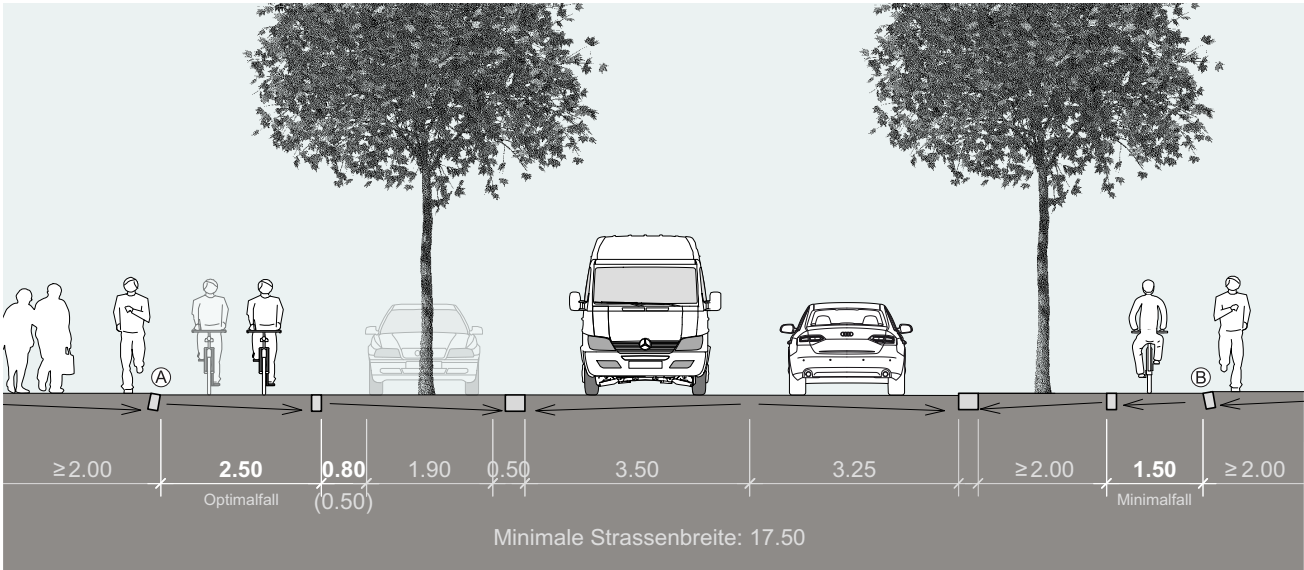 A
B
≥2.00 2.50 0.80 1.90 0.50 3.50 3.25 ≥2.00 1.50 ≥2.00
Optimalfall (0.50) Minimalfall
Minimale Strassenbreite: 17.50